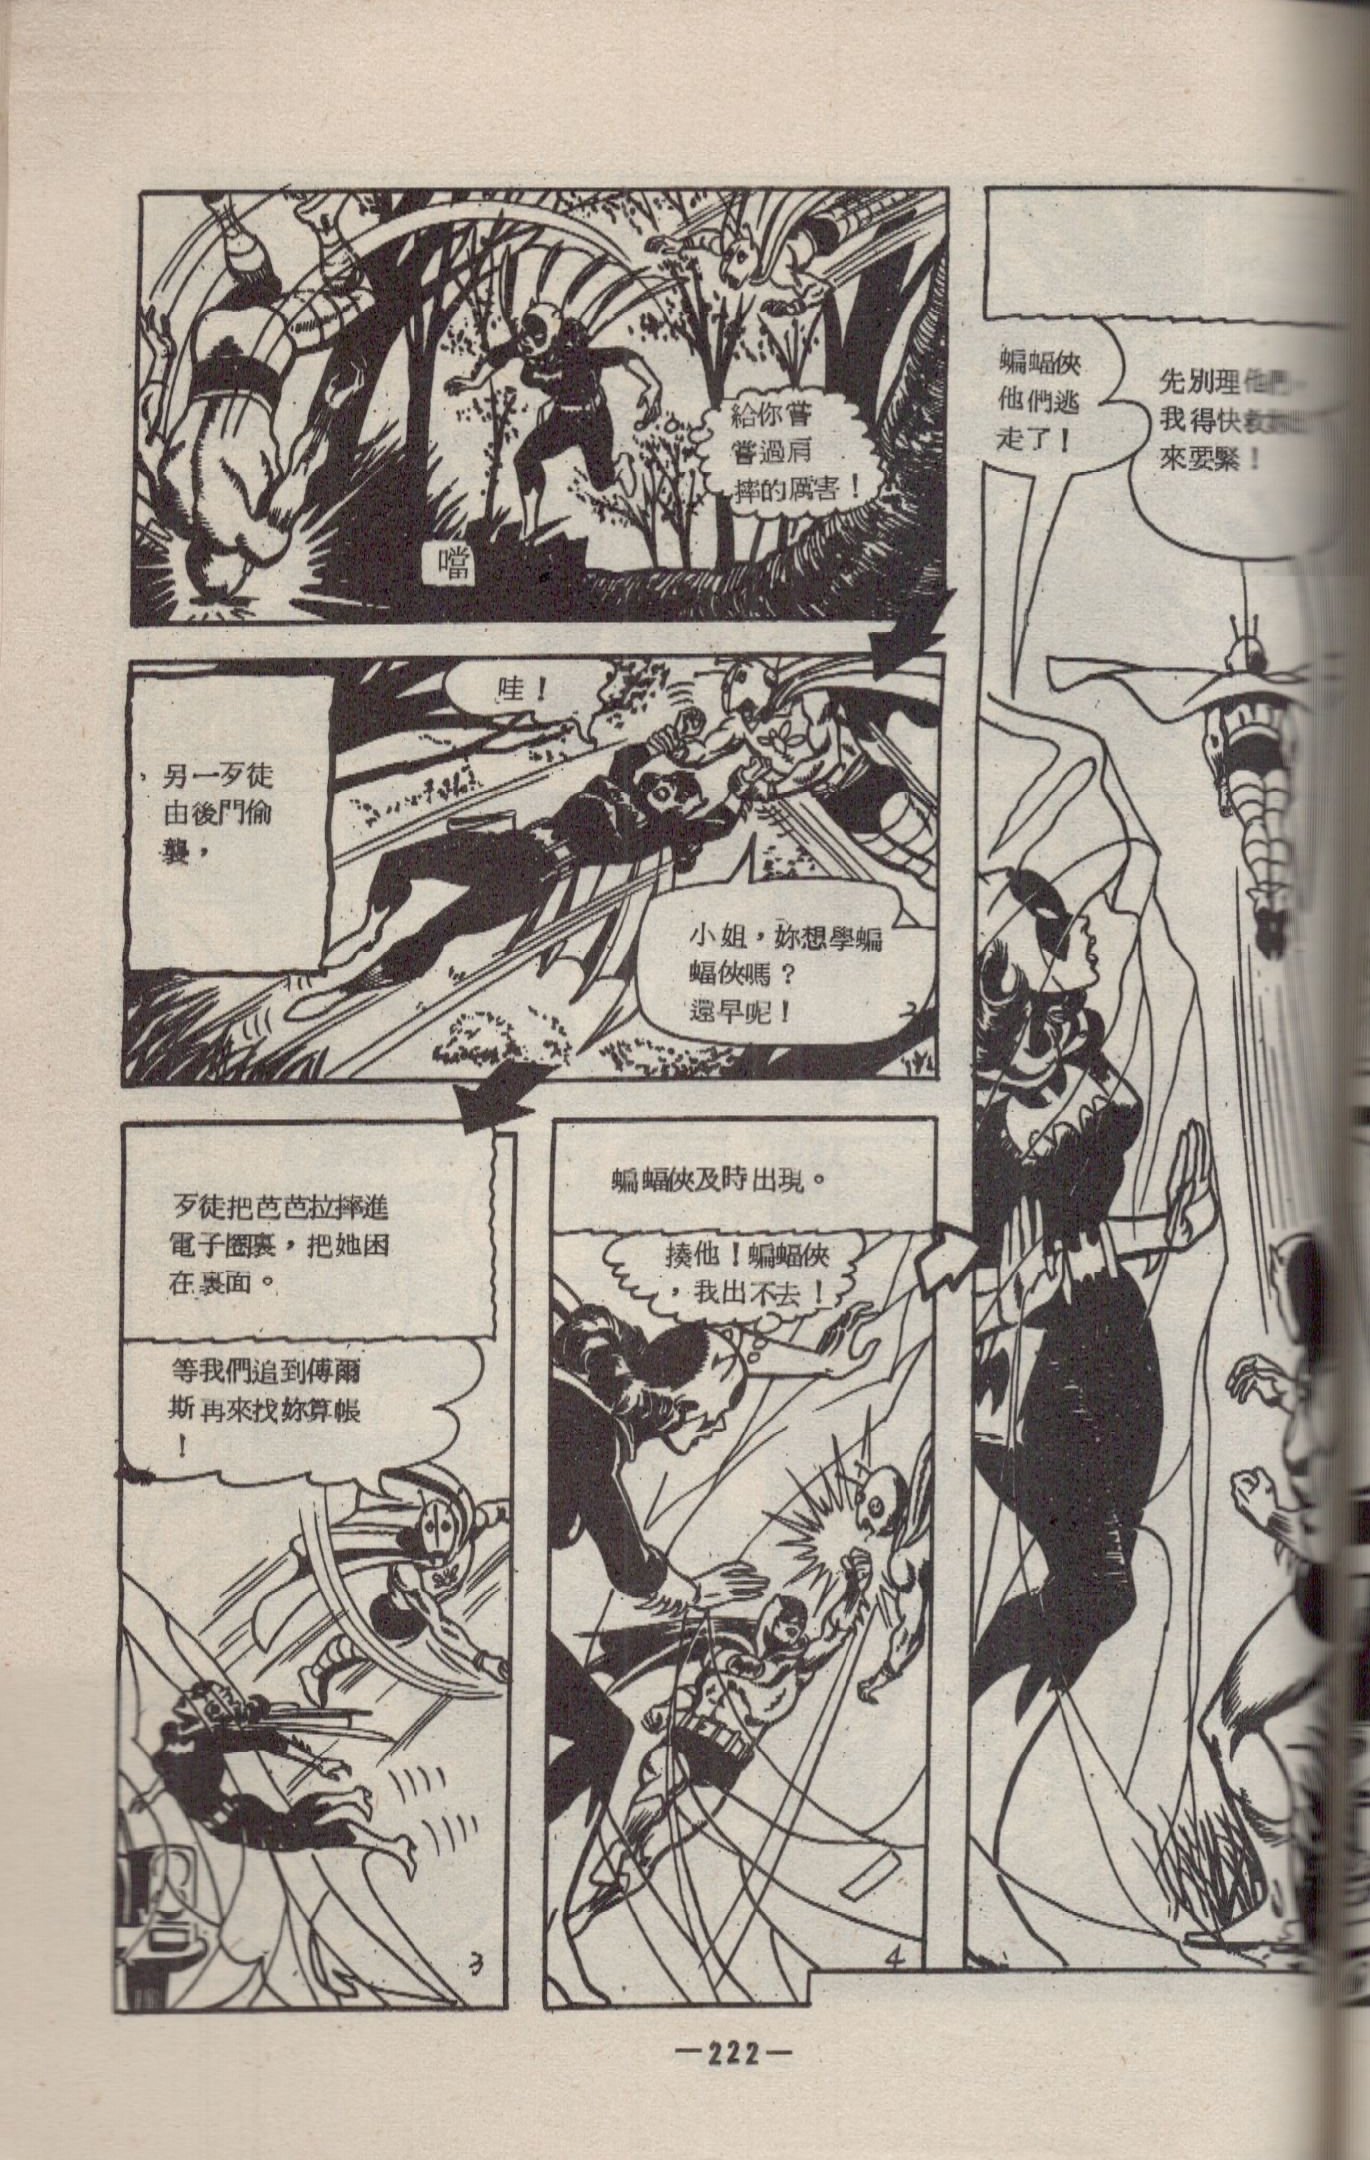 給你嘗
嘗過肩
摔的厲害！
噹
哇！
另一歹徒
由後門偷
襲，
小姐，妳想學蝙
蝠俠嗎？
還早呢！
2
歹徒把芭芭拉摔進
電子圈裏，把她困
在裏面。
等我們追到傅爾
斯再來找妳算帳
！
3
蝙蝠俠及時出現。
揍他！蝙蝠俠
，我出不去！
4
蝙蝠俠
他們逃
走了！
先別理他們，
我得快救
來要緊！
—222—